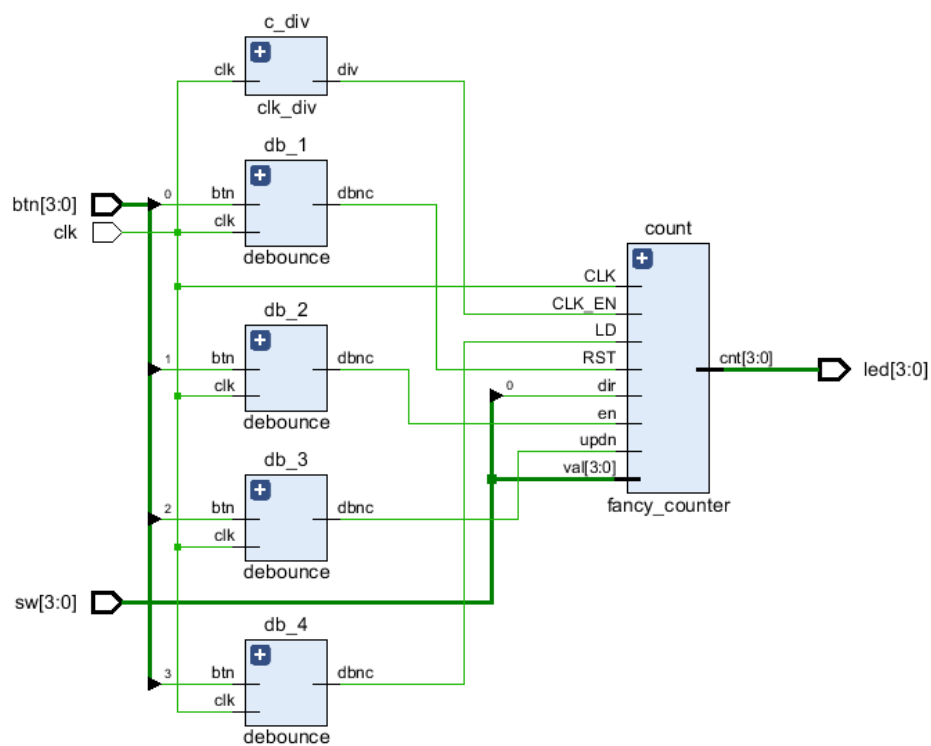 c_div
clk
div
clk_div
db_1
btn[3:0]
0
btn
dbnc
clk
clk
debounce
count
CLK
CLK_EN
db_2
LD
1
btn
dbnc
RST
cnt[3:0]
led[3:0]
clk
0
dir
debounce
en
updn
db_3
val[3:0]
fancy_counter
2
btn
dbnc
clk
debounce
sw[3:0]
db_4
3
btn
dbnc
clk
debounce